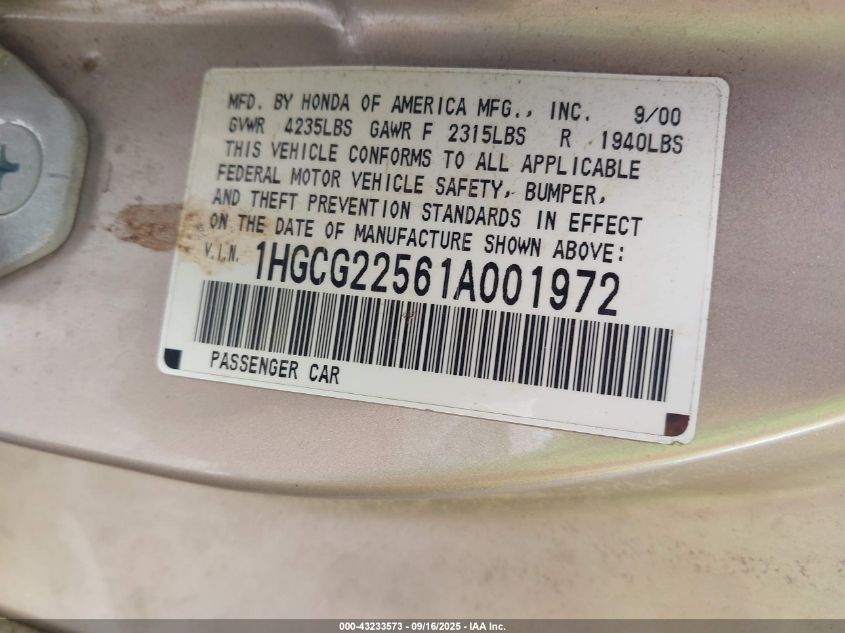 MFD. BY HONDA OF AMERICA MFG., INC. 9/00
GVWR 4235LBS GAWR F 2315LBS R 1940LBS
THIS VEHICLE CONFORMS TO ALL APPLICABLE
FEDERAL MOTOR VEHICLE SAFETY, BUMPER,
AND THEFT PREVENTION STANDARDS IN EFFECT
ON THE DATE OF MANUFACTURE SHOWN ABOVE:
V.I.N. 1HGCG22561A001972
PASSENGER CAR
000-43233573 - 09/16/2025 - IAA Inc.